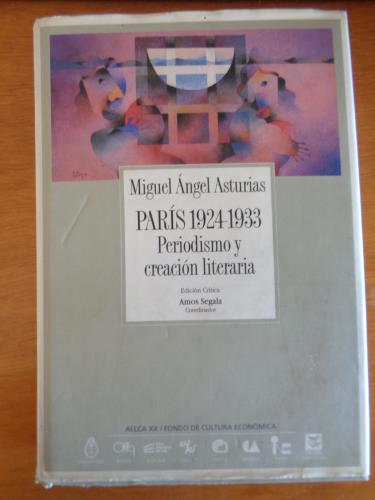 Miguel Ángel Asturias
PARÍS 1924-1933
Periodismo y
creación literaria
Edición Crítica
Amos Segala
Coordinador
ALLCA XX / FONDO DE CULTURA ECONÓMICA